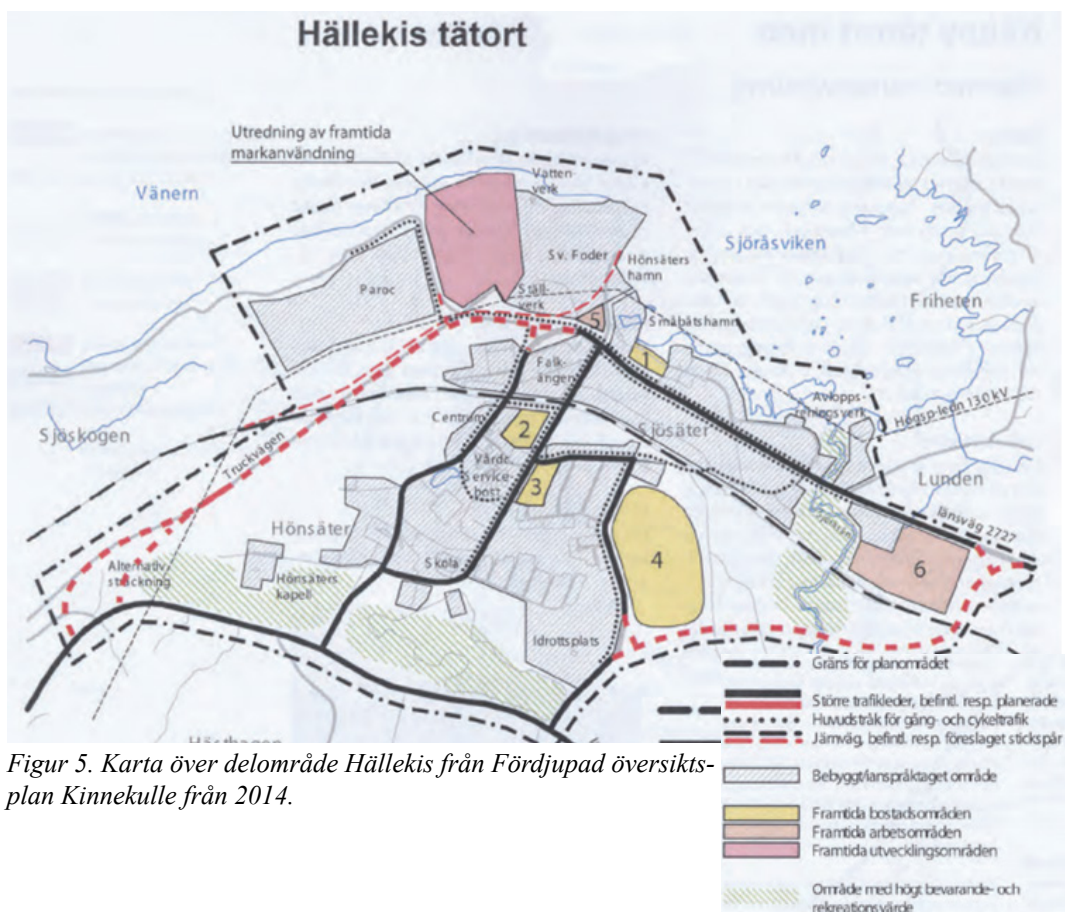 Hällekis tätort
Utredning av framtida
markanvändning
Vänern
Vatten-
verk
Sjöråsviken
Sv. Foder
Hönsäters
hamn
Friheten
Paroc
Ställ-
verk
5
Småbåtshamn
1
Falk-
ängen
Avlopps-
reningsverk
Högsp-ledn 130 kV
Sjöskogen
Centrum
2
Sjösäter
Truckvägen
Vårdc.
Service-
bost
3
Lunden
länsväg 2727
Hönsäter
4
6
Skola
Alternativ-
sträckning
Hönsäters
kapell
Idrottsplats
Gräns för planområdet
Större trafikleder, befintl. resp. planerade
Huvudstråk för gång- och cykeltrafik
Järnväg, befintl. resp. föreslaget stickspår
Bebyggt/ianspråktaget område
Framtida bostadsområden
Framtida arbetsområden
Framtida utvecklingsområden
Område med högt bevarande- och
rekreationsvärde
Figur 5. Karta över delområde Hällekis från Fördjupad översikts-
plan Kinnekulle från 2014.